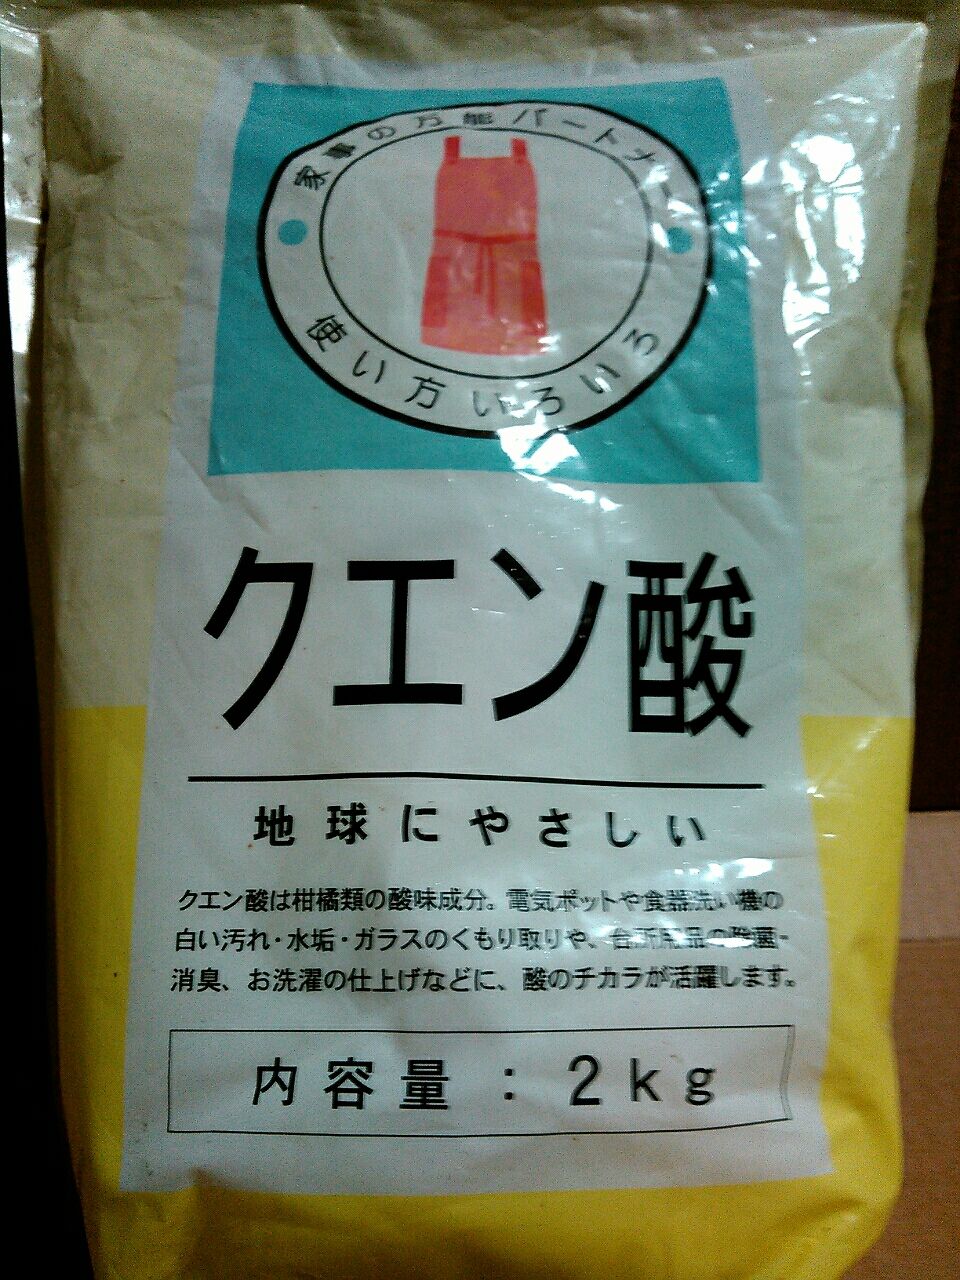 家事の万能パートナー
使い方いろいろ
クエン酸
地球にやさしい
クエン酸は柑橘類の酸味成分。電気ポットや食器洗い機の
白い汚れ・水垢・ガラスのくもり取りや、台所用品の除菌・
消臭、お洗濯の仕上げなどに、酸のチカラが活躍します。
内容量：2kg